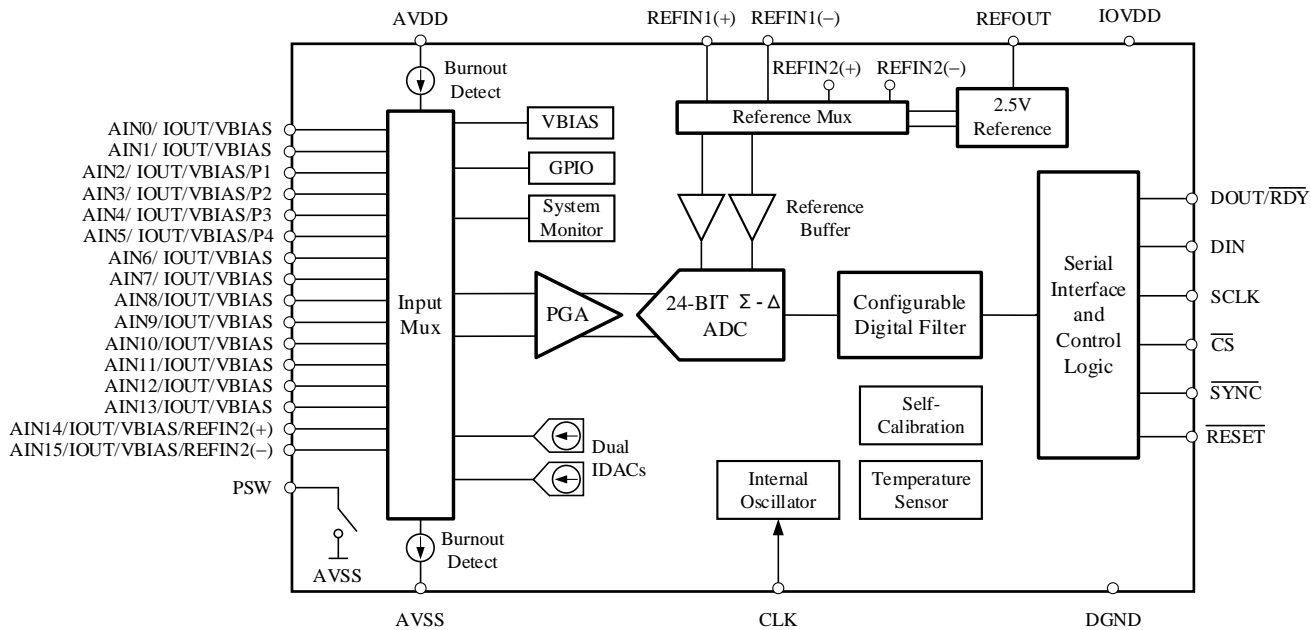 AVDD
REFIN1(+)
REFIN1(−)
REFOUT
IOVDD
Burnout
Detect
REFIN2(+)
REFIN2(−)
VBIAS
Reference Mux
2.5V
Reference
AIN0/ IOUT/VBIAS
AIN1/ IOUT/VBIAS
AIN2/ IOUT/VBIAS/P1
AIN3/ IOUT/VBIAS/P2
AIN4/ IOUT/VBIAS/P3
AIN5/ IOUT/VBIAS/P4
AIN6/ IOUT/VBIAS
AIN7/ IOUT/VBIAS
AIN8/IOUT/VBIAS
AIN9/IOUT/VBIAS
AIN10/IOUT/VBIAS
AIN11/IOUT/VBIAS
AIN12/IOUT/VBIAS
AIN13/IOUT/VBIAS
AIN14/IOUT/VBIAS/REFIN2(+)
AIN15/IOUT/VBIAS/REFIN2(−)
PSW
AVSS
Input
Mux
GPIO
System
Monitor
Reference
Buffer
PGA
24-BIT Σ - Δ
ADC
Configurable
Digital Filter
Serial
Interface
and
Control
Logic
DOUT/RDY
DIN
SCLK
CS
SYNC
RESET
Dual
IDACs
Self-
Calibration
Internal
Oscillator
Temperature
Sensor
Burnout
Detect
AVSS
CLK
DGND